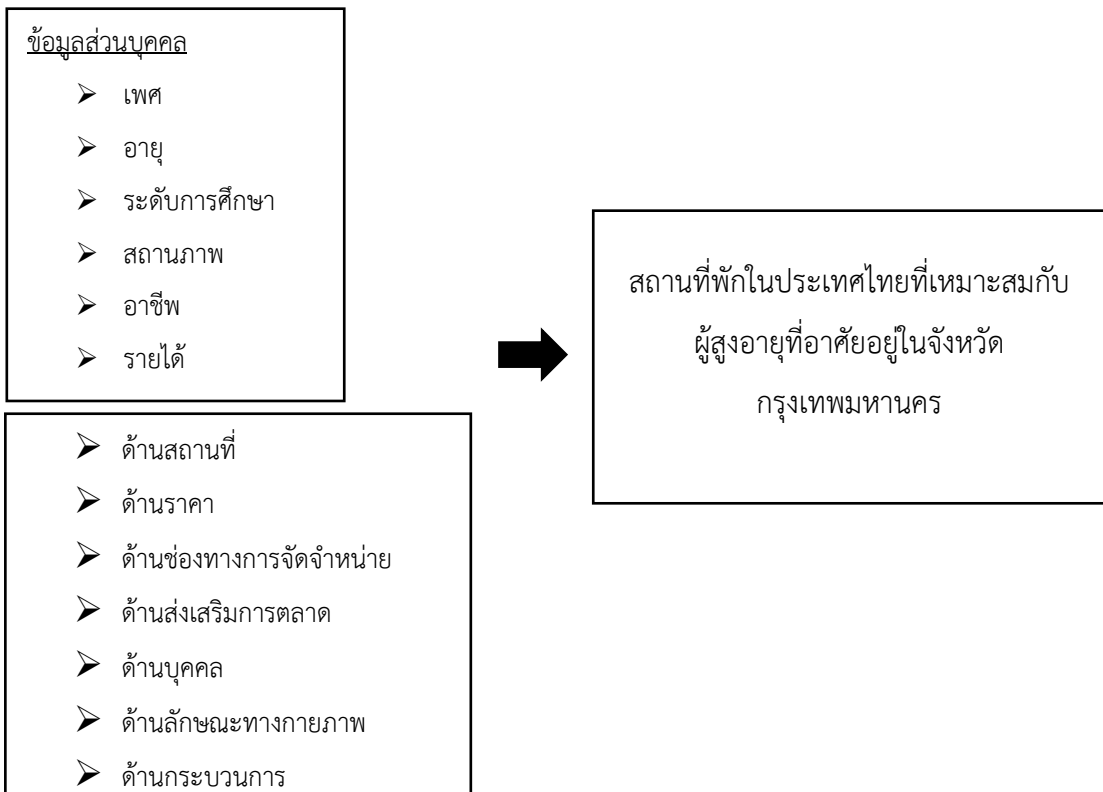 ข้อมูลส่วนบุคคล
➢ เพศ
➢ อายุ
➢ ระดับการศึกษา
➢ สถานภาพ
➢ อาชีพ
➢ รายได้
➢ ด้านสถานที่
➢ ด้านราคา
➢ ด้านช่องทางการจัดจำหน่าย
➢ ด้านส่งเสริมการตลาด
➢ ด้านบุคคล
➢ ด้านลักษณะทางกายภาพ
➢ ด้านกระบวนการ
สถานที่พักในประเทศไทยที่เหมาะสมกับ
ผู้สูงอายุที่อาศัยอยู่ในจังหวัด
กรุงเทพมหานคร